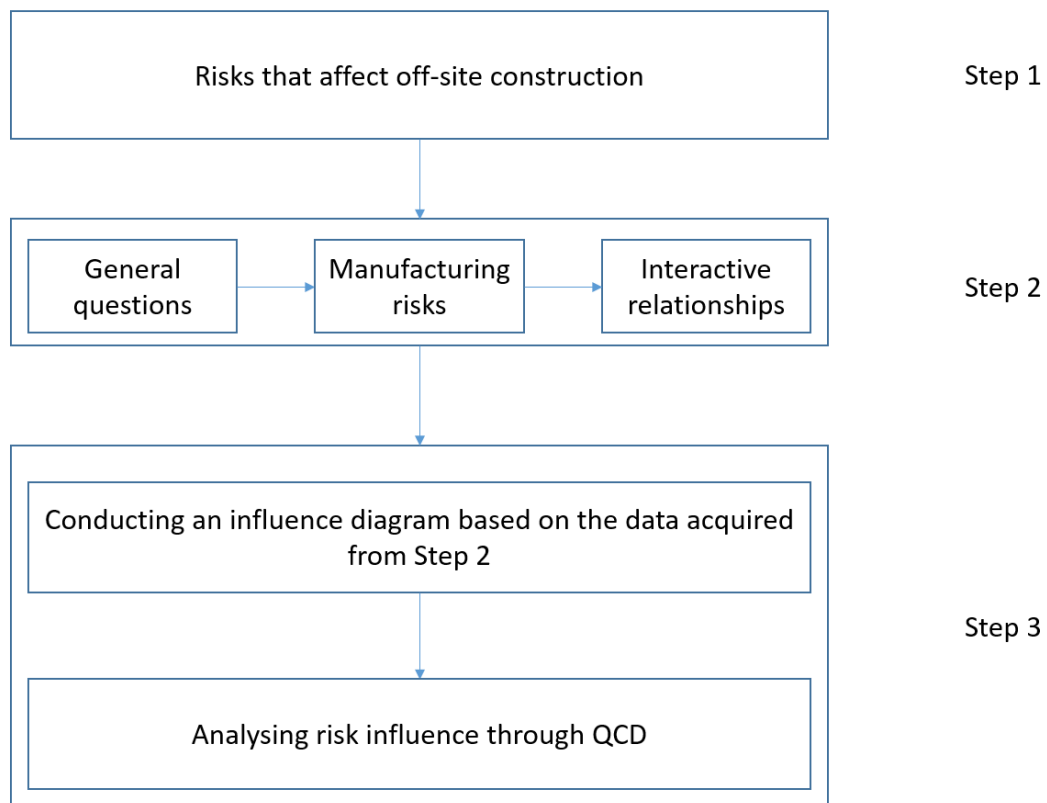 Risks that affect off-site construction
Step 1
General
questions
Manufacturing
risks
Interactive
relationships
Step 2
Conducting an influence diagram based on the data acquired
from Step 2
Step 3
Analysing risk influence through QCD